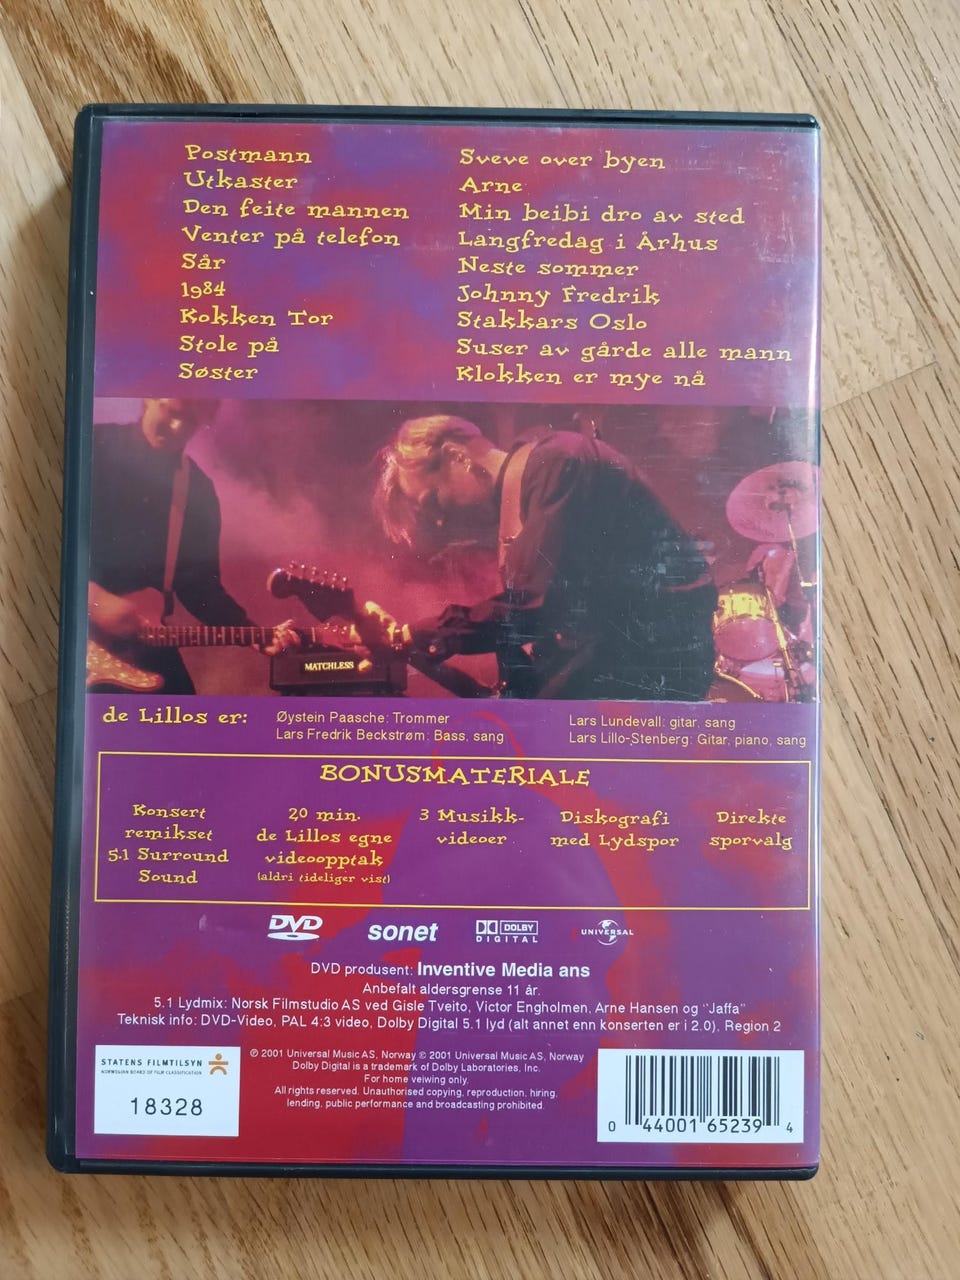 Postmann
Utkaster
Den feite mannen
Venter på telefon
Sår
1984
Kokken Tor
Stole på
Søster
Sveve over byen
Arne
Min beibi dro av sted
Langfredag i Århus
Neste sommer
Johnny Fredrik
Stakkars Oslo
Suser av gårde alle mann
Klokken er mye nå
MATCHLESS
de Lillos er:
Øystein Paasche: Trommer
Lars Fredrik Beckstrøm: Bass, sang
Lars Lundevall: gitar, sang
Lars Lillo-Stenberg: Gitar, piano, sang
BONUSMATERIALE
Konsert
remikset
5.1 Surround
Sound
20 min.
de Lillos egne
videoopptak
(aldri tideliger vist)
3 Musikk-
videoer
Diskografi
med Lydspor
Direkte
sporvalg
DVD
VIDEO
sonet
DOLBY
DIGITAL
UNIVERSAL
DVD produsent: Inventive Media ans
Anbefalt aldersgrense 11 år.
5.1 Lydmix: Norsk Filmstudio AS ved Gisle Tveito, Victor Engholmen, Arne Hansen og "Jaffa"
Teknisk info: DVD-Video, PAL 4:3 video, Dolby Digital 5.1 lyd (alt annet enn konserten er i 2.0). Region 2
STATENS FILMTILSYN
NORWEGIAN BOARD OF FILM CLASSIFICATION
18328
℗ 2001 Universal Music AS, Norway © 2001 Universal Music AS, Norway
Dolby Digital is a trademark of Dolby Laboratories, Inc.
For home veiwing only.
All rights reserved. Unauthorised copying, reproduction, hiring,
lending, public performance and broadcasting prohibited.
0 44001 65239 4